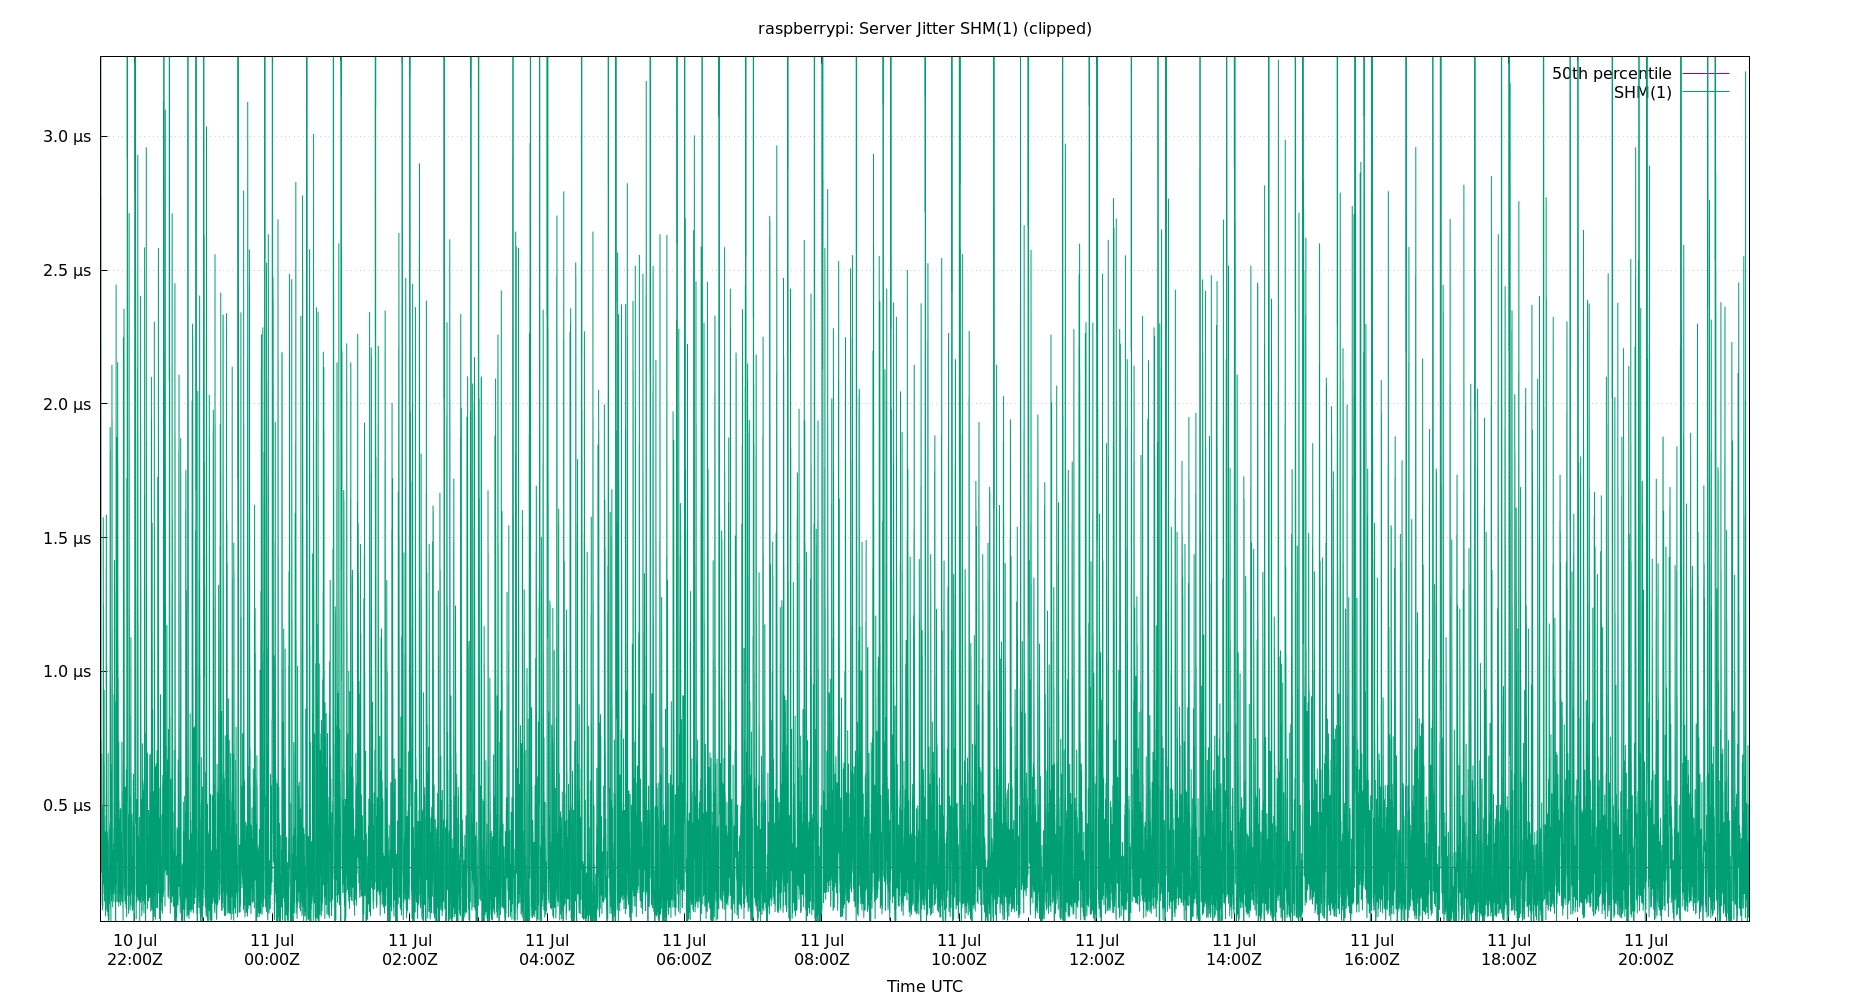 raspberrypi: Server Jitter SHM(1) (clipped)
50th percentile
SHM(1)
3.0 µs
2.5 µs
2.0 µs
1.5 µs
1.0 µs
0.5 µs
10 Jul 11 Jul 11 Jul 11 Jul 11 Jul 11 Jul 11 Jul 11 Jul 11 Jul 11 Jul 11 Jul 11 Jul
22:00Z 00:00Z 02:00Z 04:00Z 06:00Z 08:00Z 10:00Z 12:00Z 14:00Z 16:00Z 18:00Z 20:00Z
Time UTC